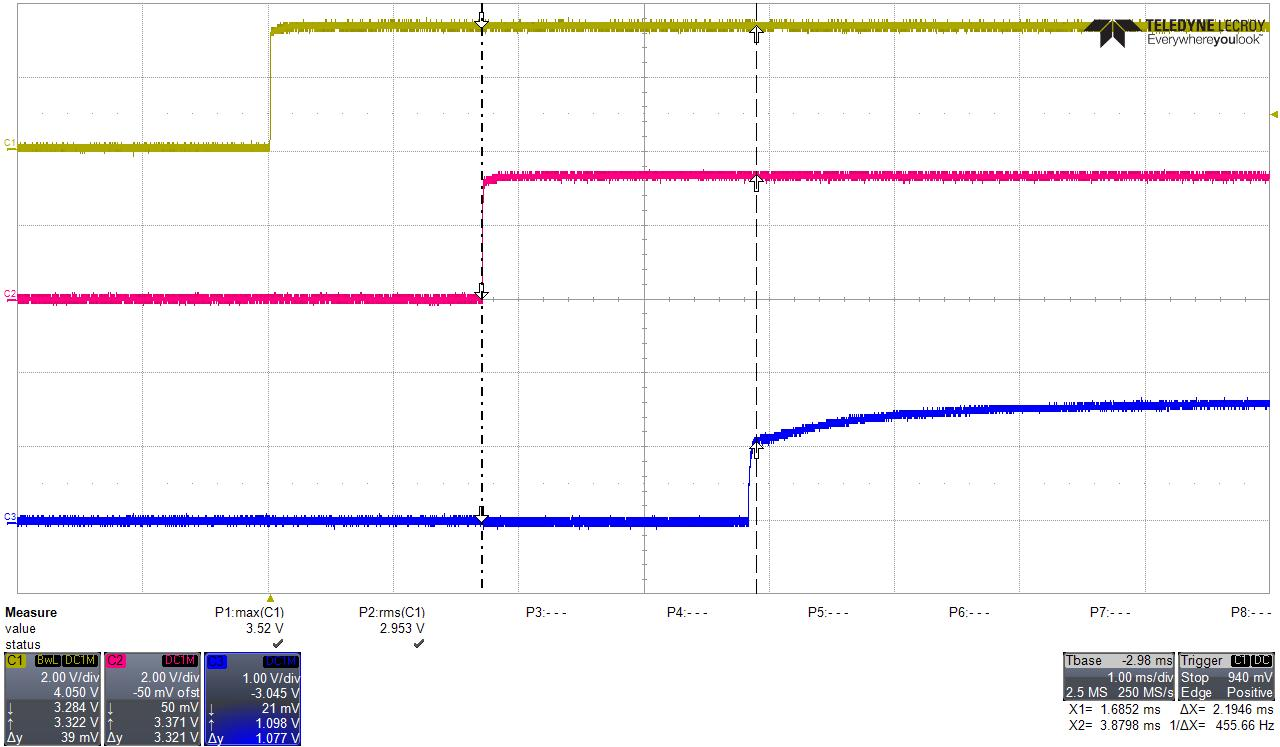 TELEDYNE LECROY
Everywhereyoulook™
C1
C2
C3
Measure P1:max(C1) P2:rms(C1) P3:- - - P4:- - - P5:- - - P6:- - - P7:- - - P8:- - -
value 3.52 V 2.953 V
status ✓ ✓
C1 BwL DC1M
2.00 V/div
4.050 V
↓ 3.284 V
↑ 3.322 V
Δy 39 mV
C2 DC1M
2.00 V/div
-50 mV ofst
↓ 50 mV
↑ 3.371 V
Δy 3.321 V
C3 DC1M
1.00 V/div
-3.045 V
↓ 21 mV
↑ 1.098 V
Δy 1.077 V
Tbase -2.98 ms
1.00 ms/div
2.5 MS 250 MS/s
Trigger C1 DC
Stop 940 mV
Edge Positive
X1= 1.6852 ms ΔX= 2.1946 ms
X2= 3.8798 ms 1/ΔX= 455.66 Hz